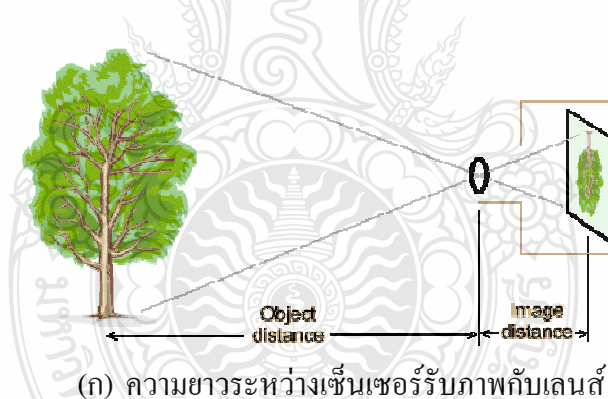 Object
distance
Image
distance
(ก) ความยาวระหว่างเซ็นเซอร์รับภาพกับเลนส์